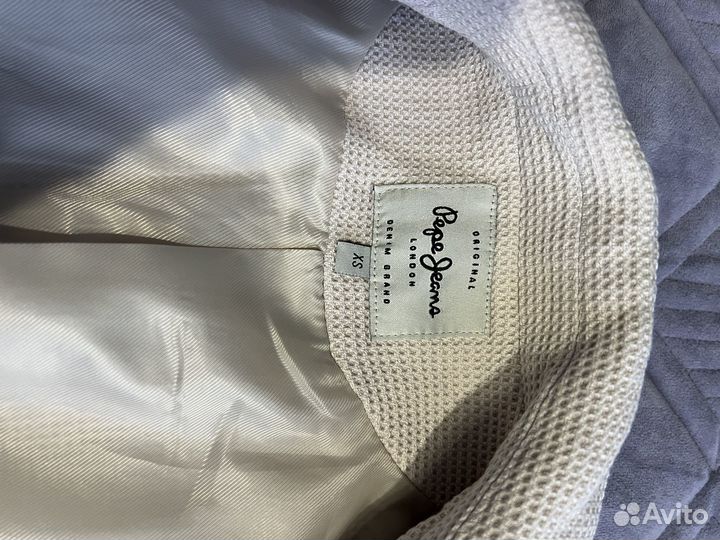 ORIGINAL
Pepe Jeans
LONDON
DENIM BRAND
XS
Avito